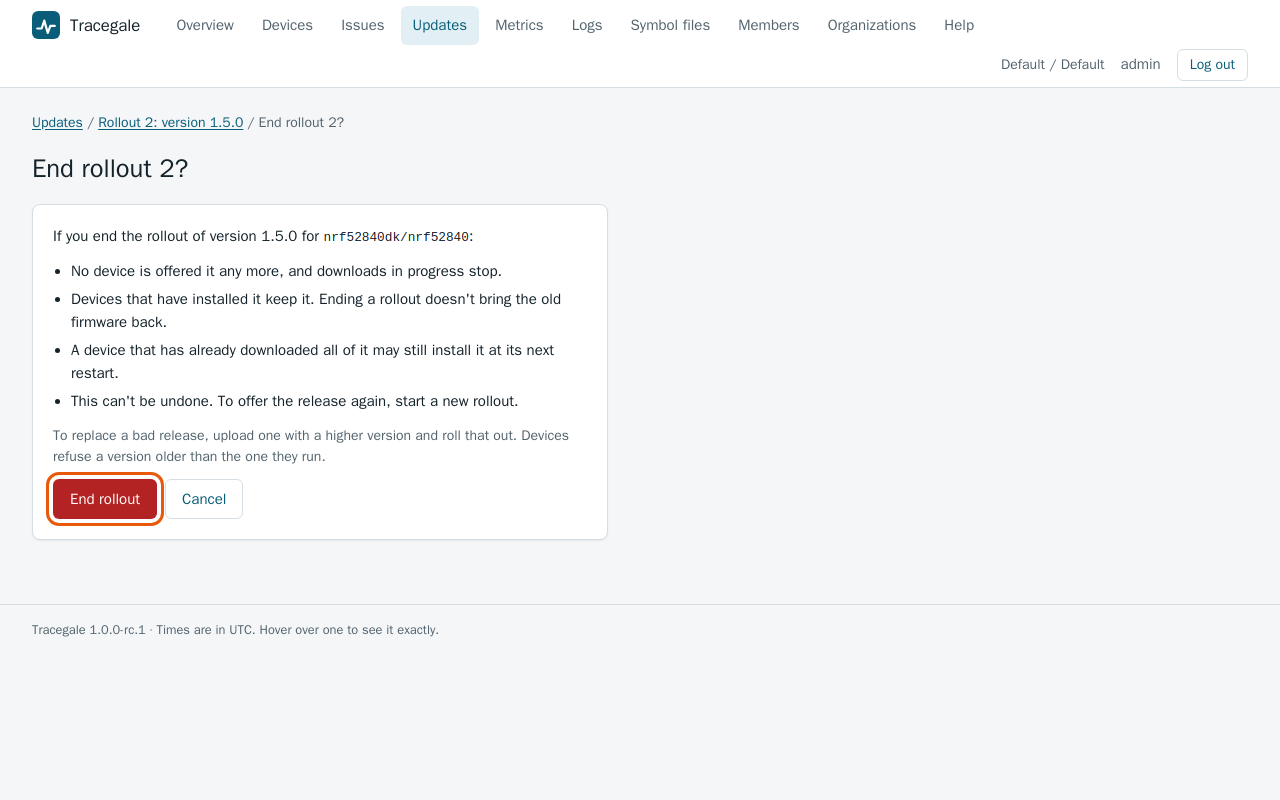 Tracegale
Overview
Devices
Issues
Updates
Metrics
Logs
Symbol files
Members
Organizations
Help
Default / Default
admin
Log out
Updates / Rollout 2: version 1.5.0 / End rollout 2?
End rollout 2?
If you end the rollout of version 1.5.0 for nrf52840dk/nrf52840:
• No device is offered it any more, and downloads in progress stop.
• Devices that have installed it keep it. Ending a rollout doesn't bring the old
firmware back.
• A device that has already downloaded all of it may still install it at its next
restart.
• This can't be undone. To offer the release again, start a new rollout.
To replace a bad release, upload one with a higher version and roll that out. Devices
refuse a version older than the one they run.
End rollout
Cancel
Tracegale 1.0.0-rc.1 · Times are in UTC. Hover over one to see it exactly.